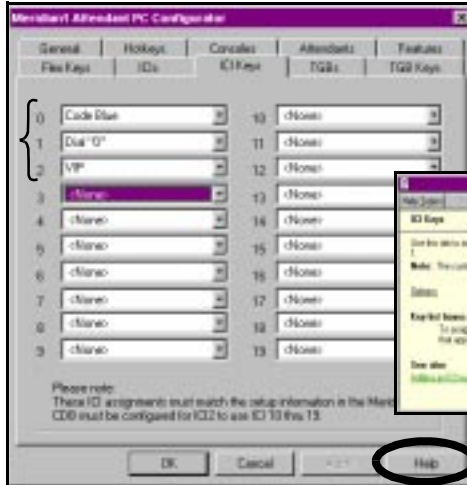 Meridian1 Attendant PC Configurator
General Hotkeys Consoles Attendants Features
Flex Keys ICIs ICI Keys TGBs TGB Keys
0 Code Blue 10 <None>
1 Dial "0" 11 <None>
2 VIP 12 <None>
3 <None> 13 <None>
4 <None> 14 <None>
5 <None> 15 <None>
6 <None> 16 <None>
7 <None> 17 <None>
8 <None> 18 <None>
9 <None> 19 <None>
ICI Keys
Note: The
Key list boxes
See also
Please note:
These ICI assignments must match the setup information in the
CDB must be configured for ICI2 to use ICI 10 thru 19.
OK Cancel Help